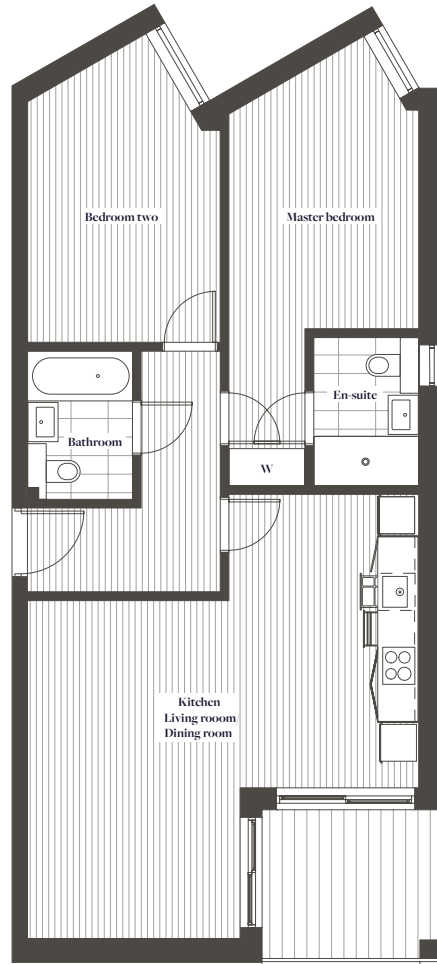 Bedroom two
Master bedroom
En-suite
Bathroom
W
Kitchen
Living rooom
Dining room